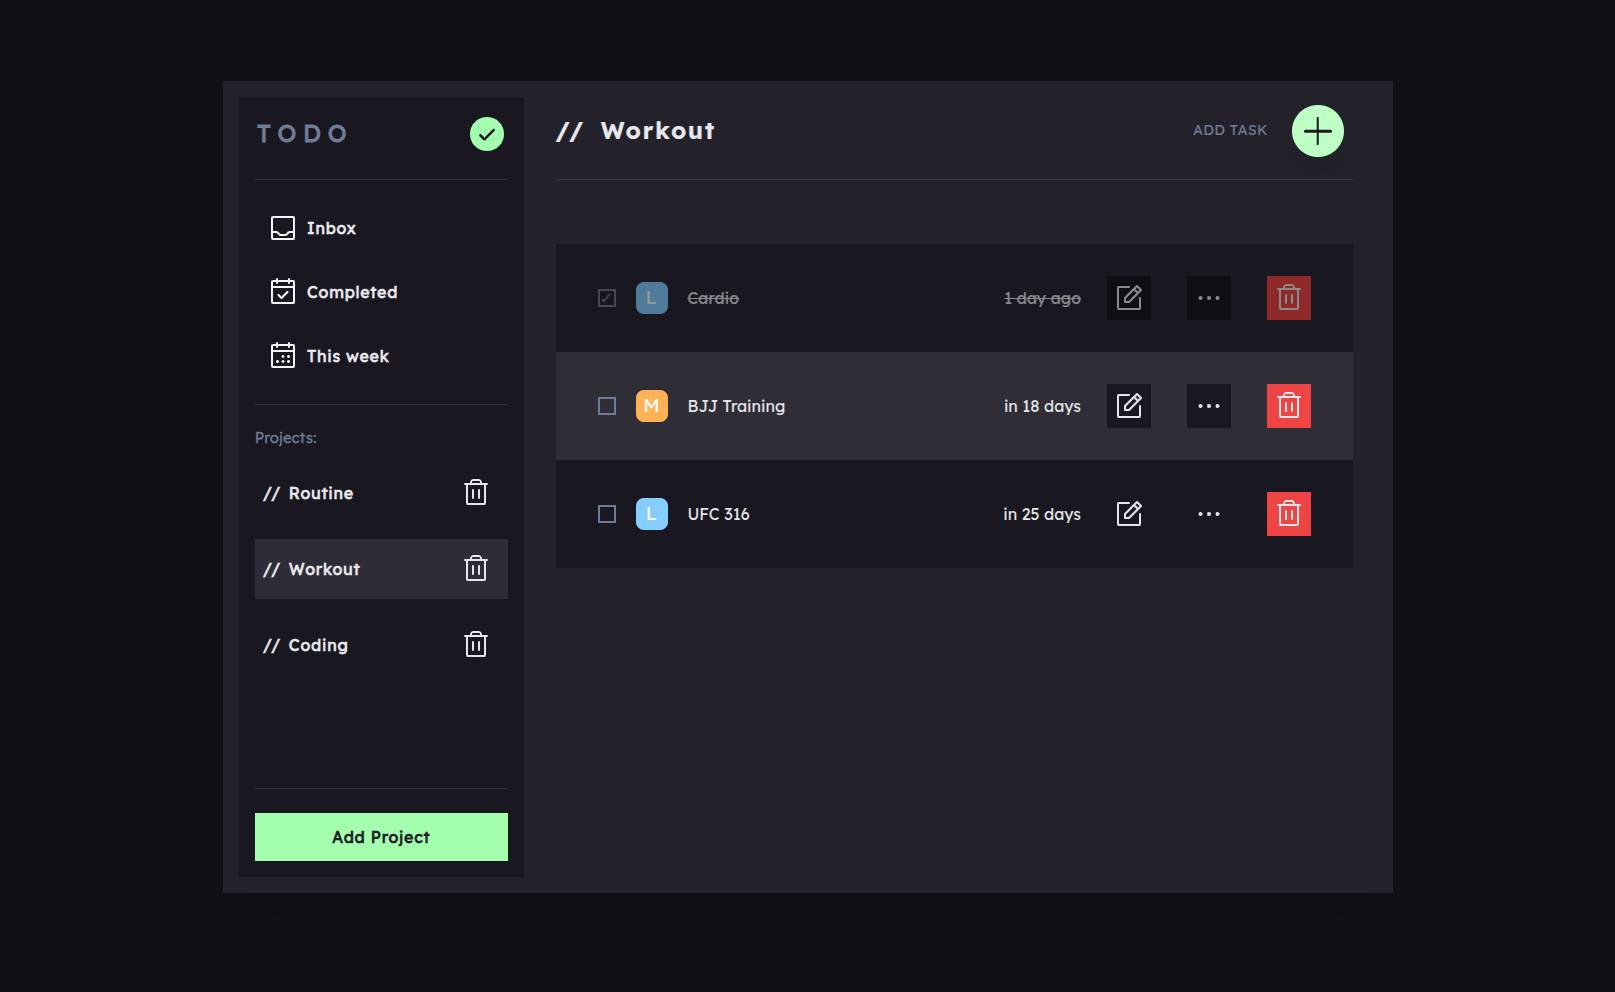 TODO
// Workout
ADD TASK
Inbox
Completed
This week
Projects:
// Routine
// Workout
// Coding
Add Project
L Cardio 1 day ago
M BJJ Training in 18 days
L UFC 316 in 25 days